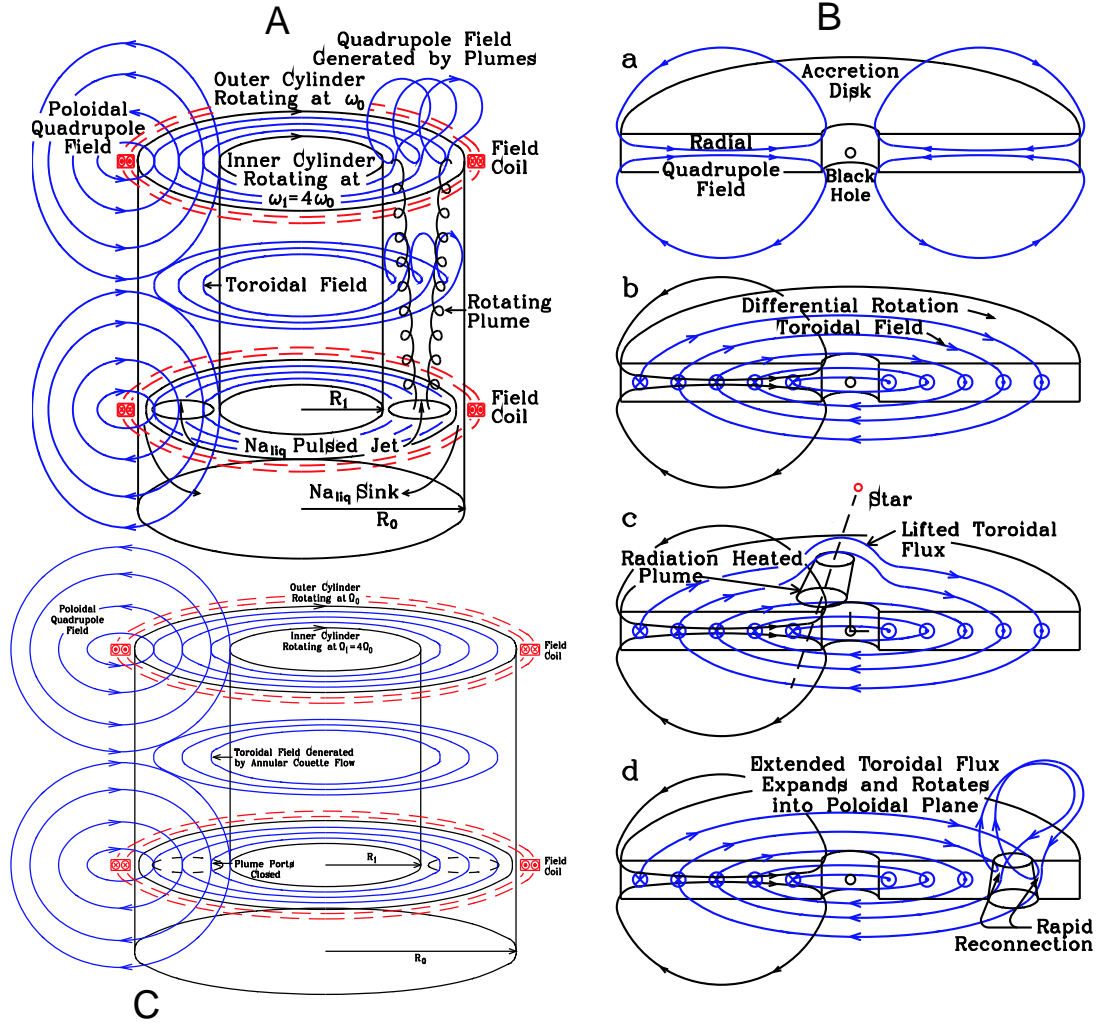 A
Quadrupole Field
Generated by Plumes
Outer Cylinder
Rotating at ω₀
Poloidal
Quadrupole
Field
Field
Coil
Inner Cylinder
Rotating at
ω₁=4ω₀
Toroidal Field
Rotating
Plume
R₁
Field
Coil
Na_liq Pulsed Jet
Na_liq Sink
R₀
B
a
Accretion
Disk
Radial
Quadrupole
Field
Black
Hole
b
Differential Rotation
Toroidal Field
c
Star
Lifted Toroidal
Flux
Radiation Heated
Plume
d
Extended Toroidal Flux
Expands and Rotates
into Poloidal Plane
Rapid
Reconnection
Outer Cylinder
Rotating at Ω₀
Poloidal
Quadrupole
Field
Inner Cylinder
Rotating at Ω₁=4Ω₀
Field
Coil
Toroidal Field Generated
by Annular Couette Flow
R₁
Plume Ports
Closed
Field
Coil
R₀
C